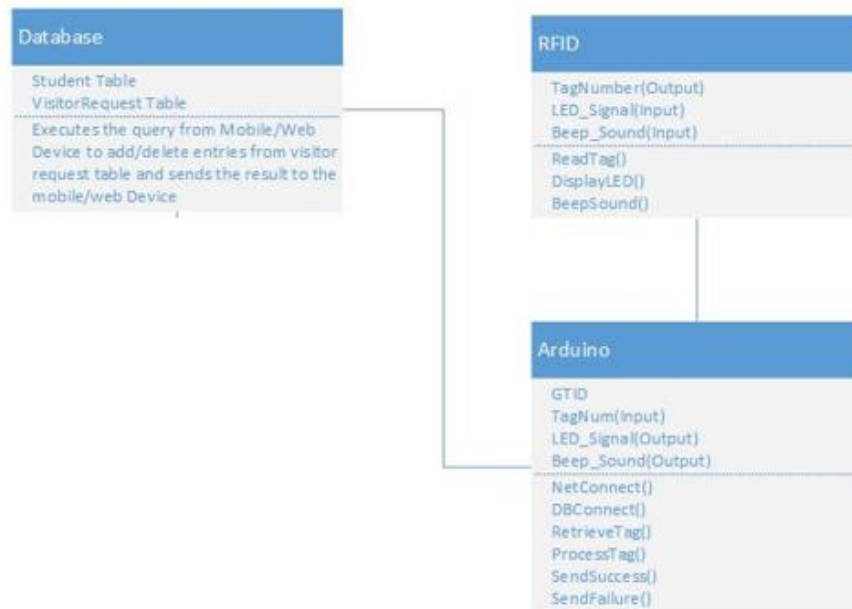 Database
Student Table
VisitorRequest Table
Executes the query from Mobile/Web
Device to add/delete entries from visitor
request table and sends the result to the
mobile/web Device
RFID
TagNumber(Output)
LED_Signal(Input)
Beep_Sound(Input)
ReadTag()
DisplayLED()
BeepSound()
Arduino
GTID
TagNum(Input)
LED_Signal(Output)
Beep_Sound(Output)
NetConnect()
DBConnect()
RetrieveTag()
ProcessTag()
SendSuccess()
SendFailure()